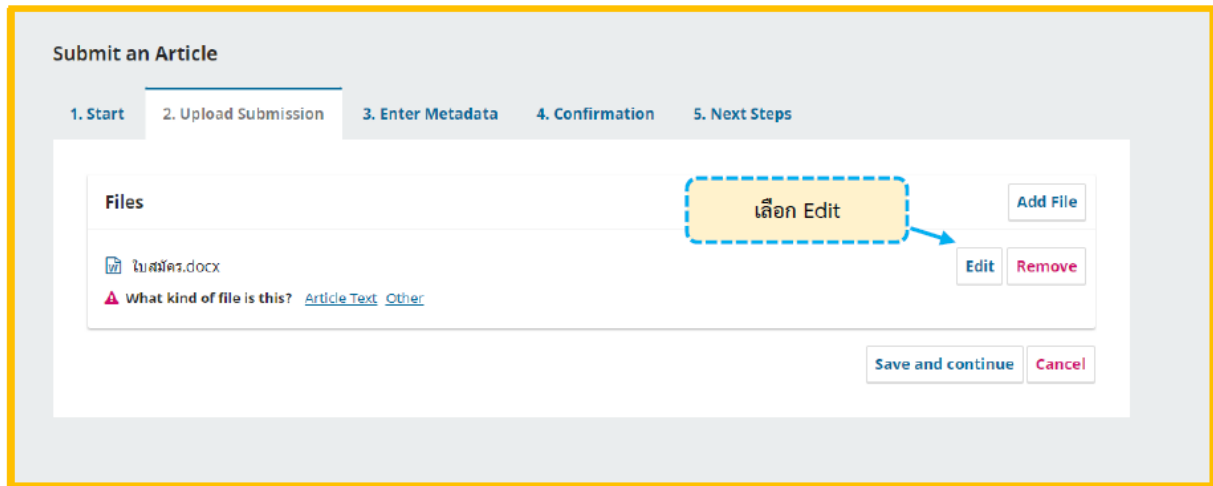 Submit an Article
1. Start 2. Upload Submission 3. Enter Metadata 4. Confirmation 5. Next Steps
Files เลือก Edit Add File
ใบสมัคร.docx Edit Remove
What kind of file is this? Article Text Other
Save and continue Cancel